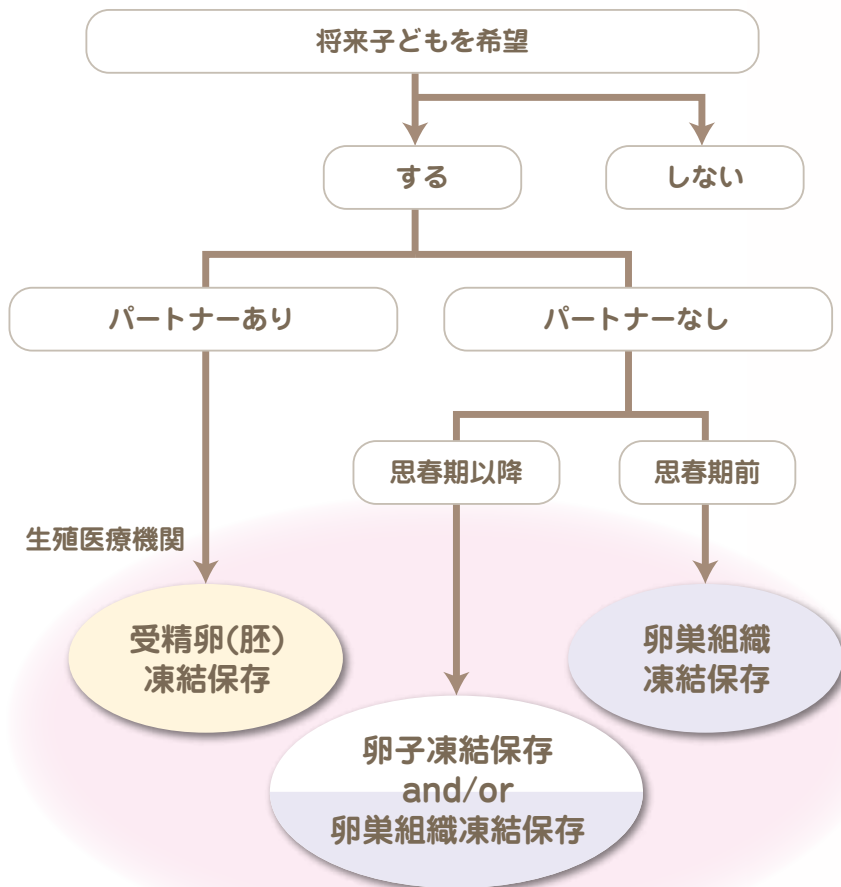 将来子どもを希望
する
しない
パートナーあり
パートナーなし
思春期以降
思春期前
生殖医療機関
受精卵(胚)
凍結保存
卵巣組織
凍結保存
卵子凍結保存
and/or
卵巣組織凍結保存